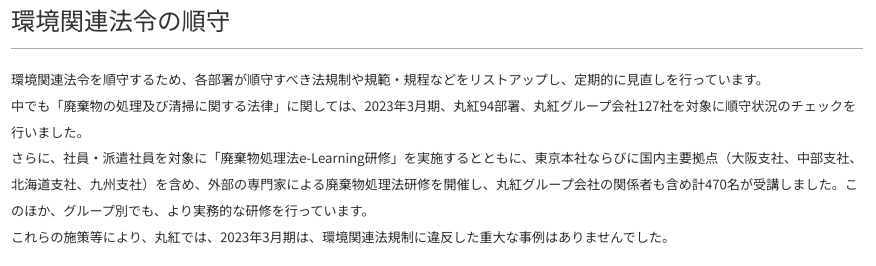 環境関連法令の順守
環境関連法令を順守するため、各部署が順守すべき法規制や規範・規程などをリストアップし、定期的に見直しを行っています。
中でも「廃棄物の処理及び清掃に関する法律」に関しては、2023年3月期、丸紅94部署、丸紅グループ会社127社を対象に順守状況のチェックを
行いました。
さらに、社員・派遣社員を対象に「廃棄物処理法e-Learning研修」を実施するとともに、東京本社ならびに国内主要拠点（大阪支社、中部支社、
北海道支社、九州支社）を含め、外部の専門家による廃棄物処理法研修を開催し、丸紅グループ会社の関係者も含め計470名が受講しました。こ
のほか、グループ別でも、より実務的な研修を行っています。
これらの施策等により、丸紅では、2023年3月期は、環境関連法規制に違反した重大な事例はありませんでした。